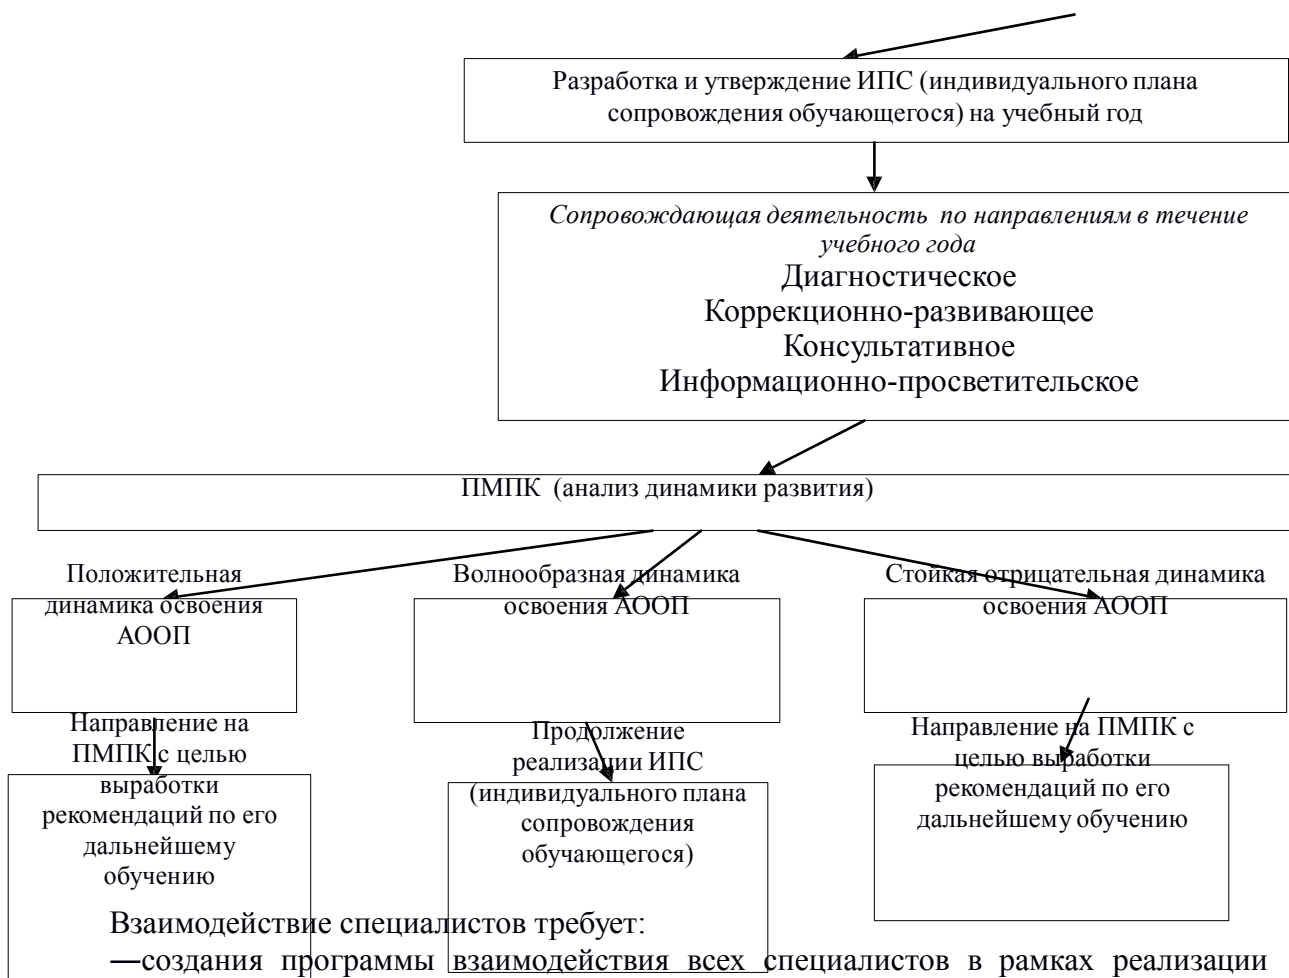 Разработка и утверждение ИПС (индивидуального плана
сопровождения обучающегося) на учебный год
Сопровождающая деятельность по направлениям в течение
учебного года
Диагностическое
Коррекционно-развивающее
Консультативное
Информационно-просветительское
ПМПК (анализ динамики развития)
Положительная
динамика освоения
АООП
Волнообразная динамика
освоения АООП
Стойкая отрицательная динамика
освоения АООП
Направление на
ПМПК с целью
выработки
рекомендаций по его
дальнейшему
обучению
Продолжение
реализации ИПС
(индивидуального плана
сопровождения
обучающегося)
Направление на ПМПК с
целью выработки
рекомендаций по его
дальнейшему обучению
Взаимодействие специалистов требует:
―создания программы взаимодействия всех специалистов в рамках реализации